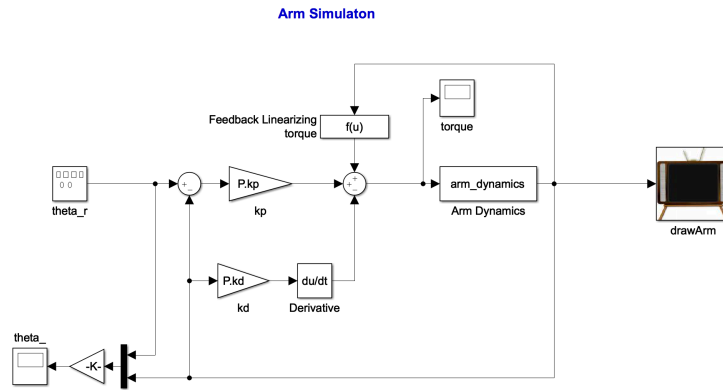 Arm Simulaton
Feedback Linearizing
torque
f(u)
torque
theta_r
P.kp
kp
arm_dynamics
Arm Dynamics
drawArm
P.kd
kd
du/dt
Derivative
theta_
-K-